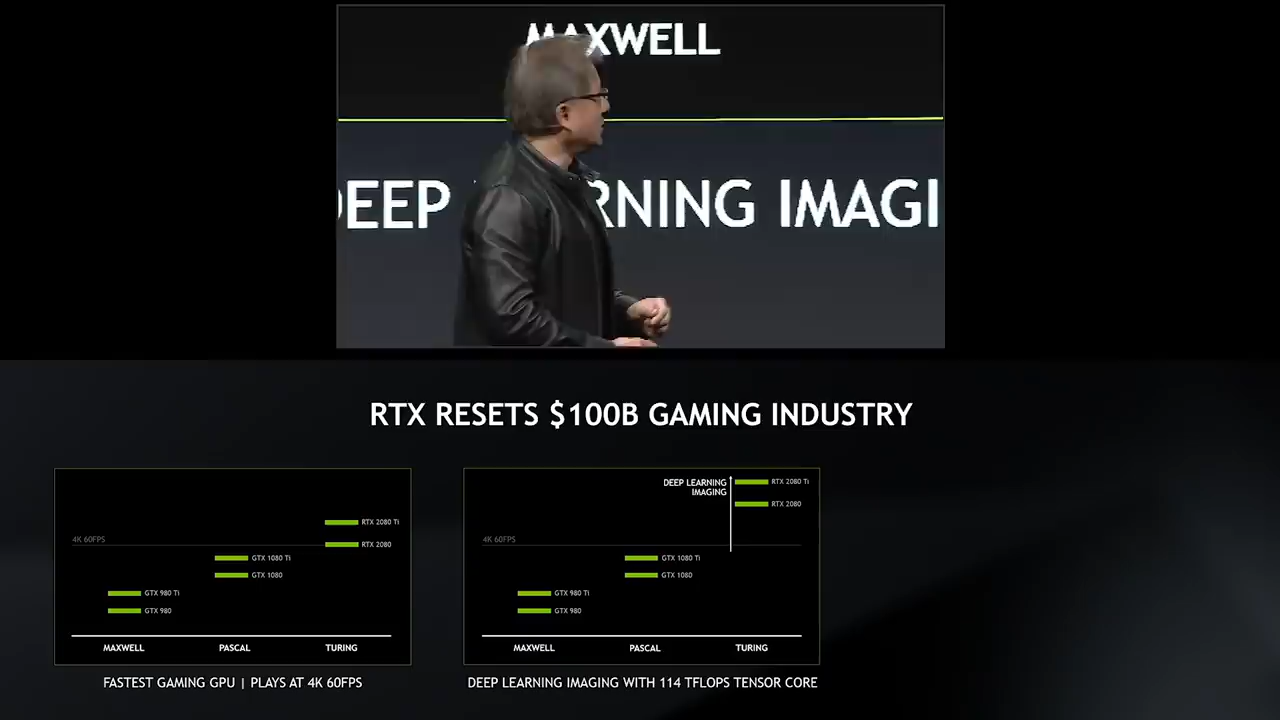 MAXWELL
DEEP LEARNING IMAGI
RTX RESETS $100B GAMING INDUSTRY
4K 60FPS
RTX 2080 Ti
RTX 2080
GTX 1080 Ti
GTX 1080
GTX 980 Ti
GTX 980
MAXWELL PASCAL TURING
FASTEST GAMING GPU | PLAYS AT 4K 60FPS
DEEP LEARNING
IMAGING
RTX 2080 Ti
RTX 2080
4K 60FPS
GTX 1080 Ti
GTX 1080
GTX 980 Ti
GTX 980
MAXWELL PASCAL TURING
DEEP LEARNING IMAGING WITH 114 TFLOPS TENSOR CORE